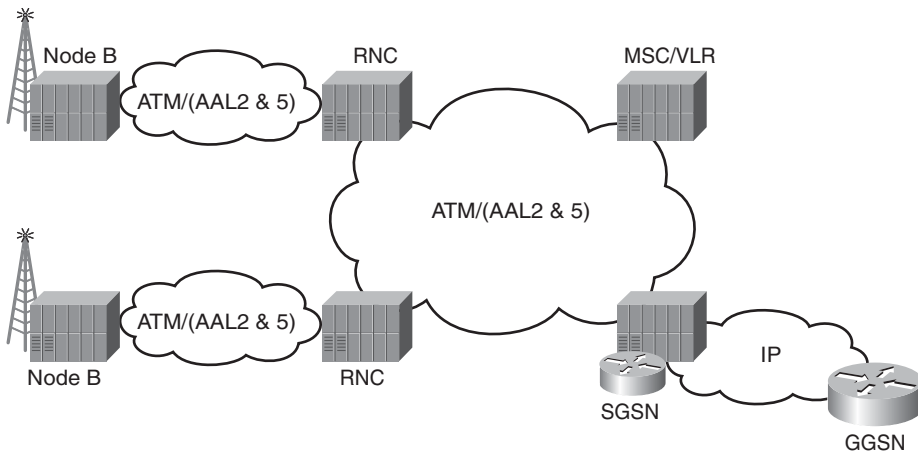 Node B
RNC
MSC/VLR
ATM/(AAL2 & 5)
ATM/(AAL2 & 5)
ATM/(AAL2 & 5)
Node B
RNC
IP
SGSN
GGSN